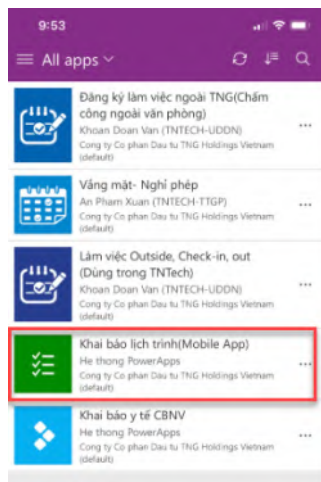 9:53
All apps
Đăng ký làm việc ngoài TNG(Chấm
công ngoài văn phòng)
Khoan Doan Van (TNTECH-UDDN)
Cong ty Co phan Dau tu TNG Holdings Vietnam
(default)
Vắng mặt- Nghỉ phép
An Pham Xuan (TNTECH-TTGP)
Cong ty Co phan Dau tu TNG Holdings Vietnam
(default)
Làm việc Outside, Check-in, out
(Dùng trong TNTech)
Khoan Doan Van (TNTECH-UDDN)
Cong ty Co phan Dau tu TNG Holdings Vietnam
(default)
Khai báo lịch trình(Mobile App)
He thong PowerApps
Cong ty Co phan Dau tu TNG Holdings Vietnam
(default)
Khai báo y tế CBNV
He thong PowerApps
Cong ty Co phan Dau tu TNG Holdings Vietnam
(default)